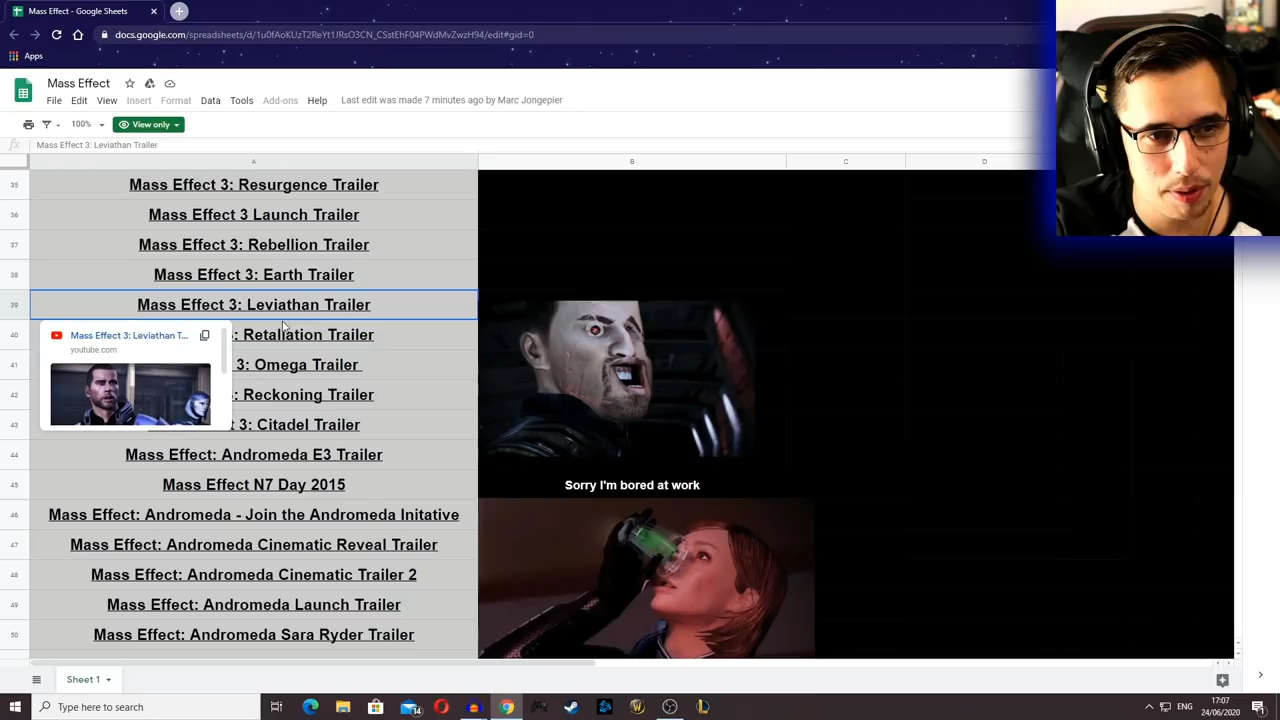 Mass Effect - Google Sheets
docs.google.com/spreadsheets/d/1u0fAoKUzT2ReYt1JRsO3CN_CSstEhF04PWdMvZwzH94/edit#gid=0
Apps
Mass Effect
File Edit View Insert Format Data Tools Add-ons Help Last edit was made 7 minutes ago by Marc Jongepier
100% View only
fx Mass Effect 3: Leviathan Trailer
A B C D
35 Mass Effect 3: Resurgence Trailer
36 Mass Effect 3 Launch Trailer
37 Mass Effect 3: Rebellion Trailer
38 Mass Effect 3: Earth Trailer
39 Mass Effect 3: Leviathan Trailer
Mass Effect 3: Leviathan T...
youtube.com
40 : Retaliation Trailer
41 3: Omega Trailer
42 : Reckoning Trailer
43 t 3: Citadel Trailer
44 Mass Effect: Andromeda E3 Trailer
45 Mass Effect N7 Day 2015
Sorry I'm bored at work
46 Mass Effect: Andromeda - Join the Andromeda Initative
47 Mass Effect: Andromeda Cinematic Reveal Trailer
48 Mass Effect: Andromeda Cinematic Trailer 2
49 Mass Effect: Andromeda Launch Trailer
50 Mass Effect: Andromeda Sara Ryder Trailer
Sheet 1
Type here to search
14
ENG
17:07
24/06/2020
1